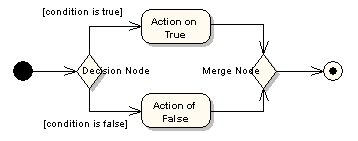 [condition is true]
Action on
True
Decision Node
Merge Node
Action of
False
[condition is false]